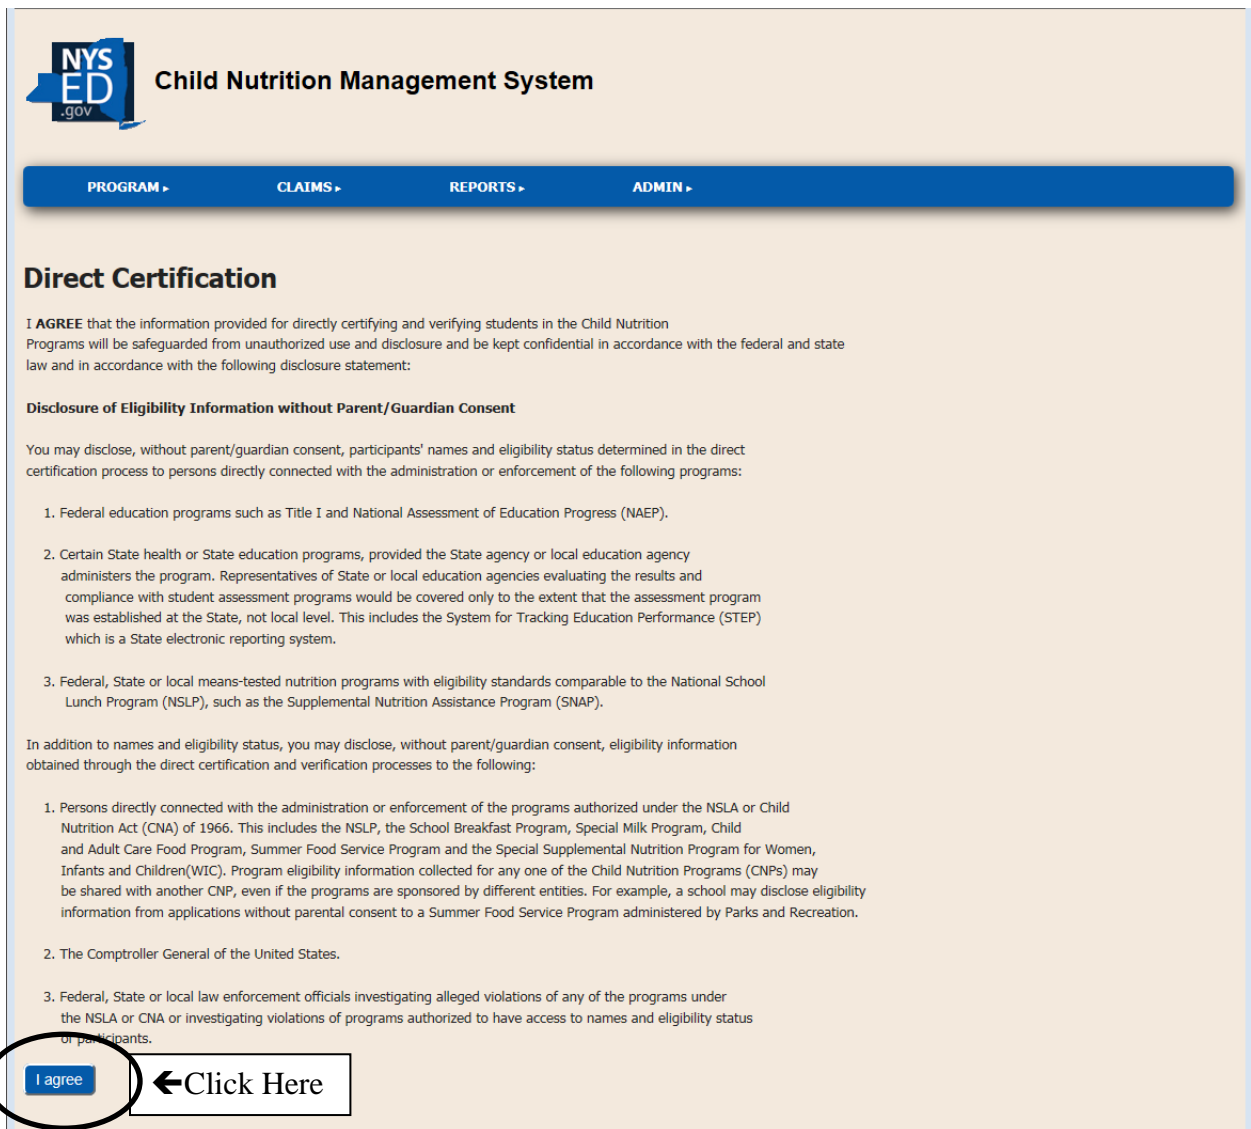 NYS
ED
.gov
Child Nutrition Management System
PROGRAM▸ CLAIMS▸ REPORTS▸ ADMIN▸
Direct Certification
I AGREE that the information provided for directly certifying and verifying students in the Child Nutrition
Programs will be safeguarded from unauthorized use and disclosure and be kept confidential in accordance with the federal and state
law and in accordance with the following disclosure statement:
Disclosure of Eligibility Information without Parent/Guardian Consent
You may disclose, without parent/guardian consent, participants' names and eligibility status determined in the direct
certification process to persons directly connected with the administration or enforcement of the following programs:
1. Federal education programs such as Title I and National Assessment of Education Progress (NAEP).
2. Certain State health or State education programs, provided the State agency or local education agency
administers the program. Representatives of State or local education agencies evaluating the results and
compliance with student assessment programs would be covered only to the extent that the assessment program
was established at the State, not local level. This includes the System for Tracking Education Performance (STEP)
which is a State electronic reporting system.
3. Federal, State or local means-tested nutrition programs with eligibility standards comparable to the National School
Lunch Program (NSLP), such as the Supplemental Nutrition Assistance Program (SNAP).
In addition to names and eligibility status, you may disclose, without parent/guardian consent, eligibility information
obtained through the direct certification and verification processes to the following:
1. Persons directly connected with the administration or enforcement of the programs authorized under the NSLA or Child
Nutrition Act (CNA) of 1966. This includes the NSLP, the School Breakfast Program, Special Milk Program, Child
and Adult Care Food Program, Summer Food Service Program and the Special Supplemental Nutrition Program for Women,
Infants and Children(WIC). Program eligibility information collected for any one of the Child Nutrition Programs (CNPs) may
be shared with another CNP, even if the programs are sponsored by different entities. For example, a school may disclose eligibility
information from applications without parental consent to a Summer Food Service Program administered by Parks and Recreation.
2. The Comptroller General of the United States.
3. Federal, State or local law enforcement officials investigating alleged violations of any of the programs under
the NSLA or CNA or investigating violations of programs authorized to have access to names and eligibility status
of participants.
I agree
🡸Click Here